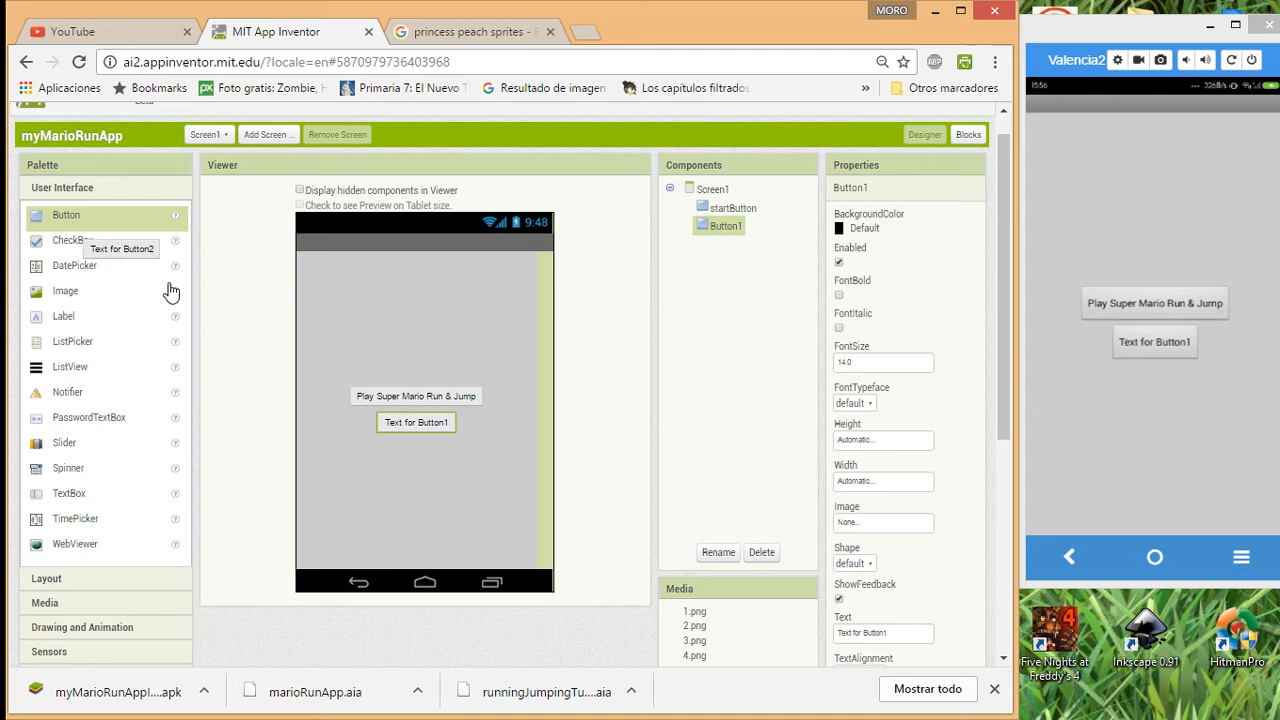 MORO
YouTube
MIT App Inventor
princess peach sprites -
ai2.appinventor.mit.edu/?locale=en#5870979736403968
Aplicaciones
Bookmarks
Foto gratis: Zombie, H
Primaria 7: El Nuevo T
Resultado de imagen
Los capítulos filtrados
»
Otros marcadores
Beta
myMarioRunApp
Screen1
Add Screen ...
Remove Screen
Designer
Blocks
Palette
Viewer
Components
Properties
User Interface
Button
CheckBox
Text for Button2
DatePicker
Image
Label
ListPicker
ListView
Notifier
PasswordTextBox
Slider
Spinner
TextBox
TimePicker
WebViewer
Layout
Media
Drawing and Animation
Sensors
Display hidden components in Viewer
Check to see Preview on Tablet size.
9:48
Play Super Mario Run & Jump
Text for Button1
Screen1
startButton
Button1
Rename
Delete
Media
1.png
2.png
3.png
4.png
Button1
BackgroundColor
Default
Enabled
FontBold
FontItalic
FontSize
14.0
FontTypeface
default
Height
Automatic...
Width
Automatic...
Image
None...
Shape
default
ShowFeedback
Text
Text for Button1
TextAlignment
myMarioRunAppI....apk
marioRunApp.aia
runningJumpingTu....aia
Mostrar todo
Valencia2
15:56
... 326B/s
Play Super Mario Run & Jump
Text for Button1
Five Nights at
Freddy's 4
Inkscape 0.91
HitmanPro